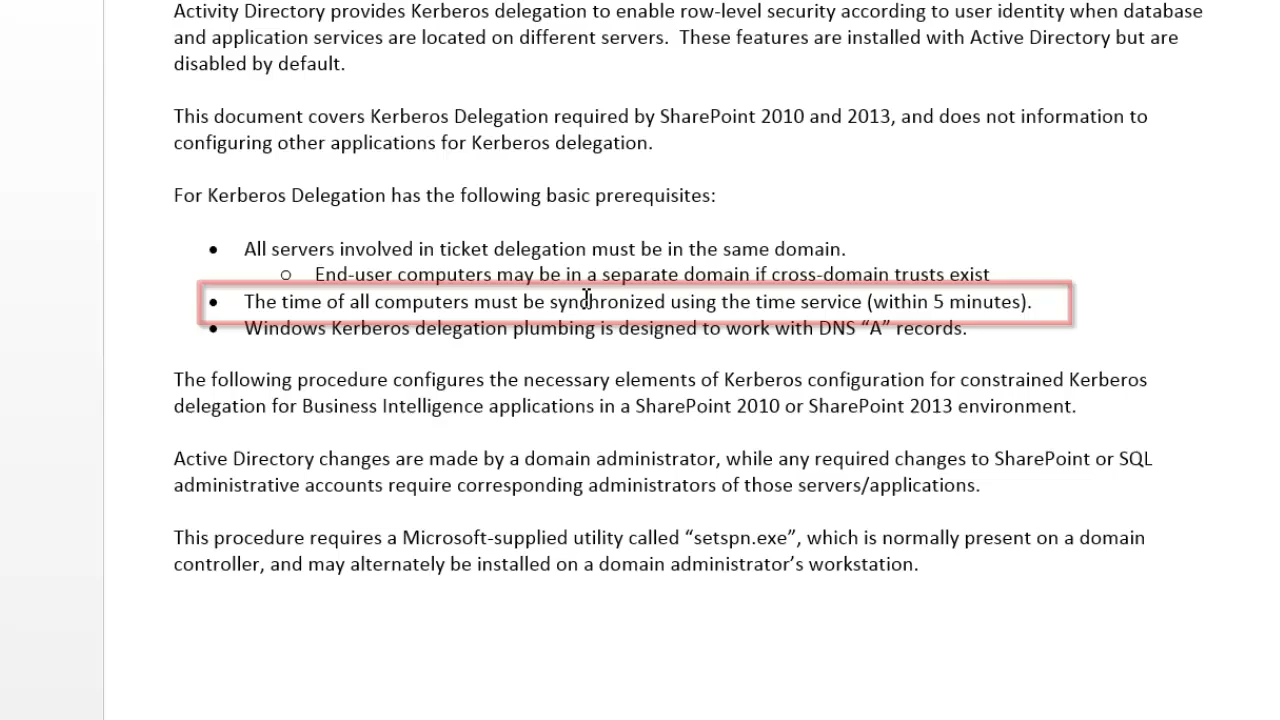 Activity Directory provides Kerberos delegation to enable row-level security according to user identity when database
and application services are located on different servers.  These features are installed with Active Directory but are
disabled by default.
This document covers Kerberos Delegation required by SharePoint 2010 and 2013, and does not information to
configuring other applications for Kerberos delegation.
For Kerberos Delegation has the following basic prerequisites:
• All servers involved in ticket delegation must be in the same domain.
o End-user computers may be in a separate domain if cross-domain trusts exist
• The time of all computers must be synchronized using the time service (within 5 minutes).
• Windows Kerberos delegation plumbing is designed to work with DNS “A” records.
The following procedure configures the necessary elements of Kerberos configuration for constrained Kerberos
delegation for Business Intelligence applications in a SharePoint 2010 or SharePoint 2013 environment.
Active Directory changes are made by a domain administrator, while any required changes to SharePoint or SQL
administrative accounts require corresponding administrators of those servers/applications.
This procedure requires a Microsoft-supplied utility called “setspn.exe”, which is normally present on a domain
controller, and may alternately be installed on a domain administrator’s workstation.